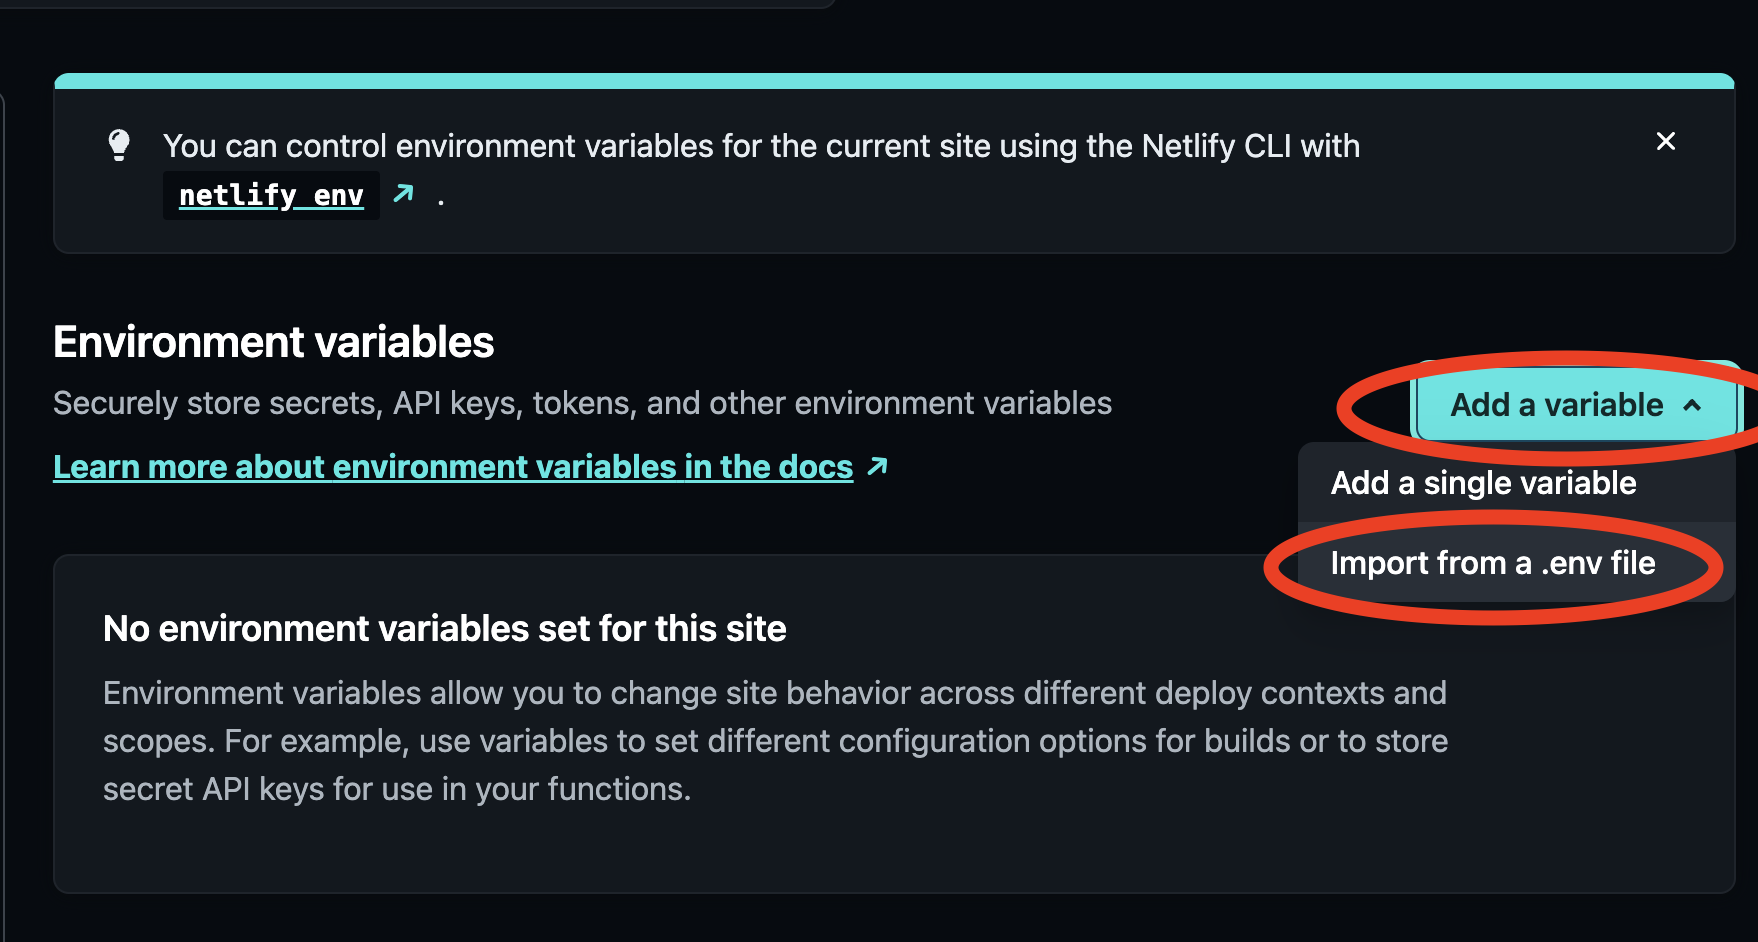 You can control environment variables for the current site using the Netlify CLI with
netlify env .
Environment variables
Securely store secrets, API keys, tokens, and other environment variables
Learn more about environment variables in the docs
Add a variable
Add a single variable
Import from a .env file
No environment variables set for this site
Environment variables allow you to change site behavior across different deploy contexts and
scopes. For example, use variables to set different configuration options for builds or to store
secret API keys for use in your functions.